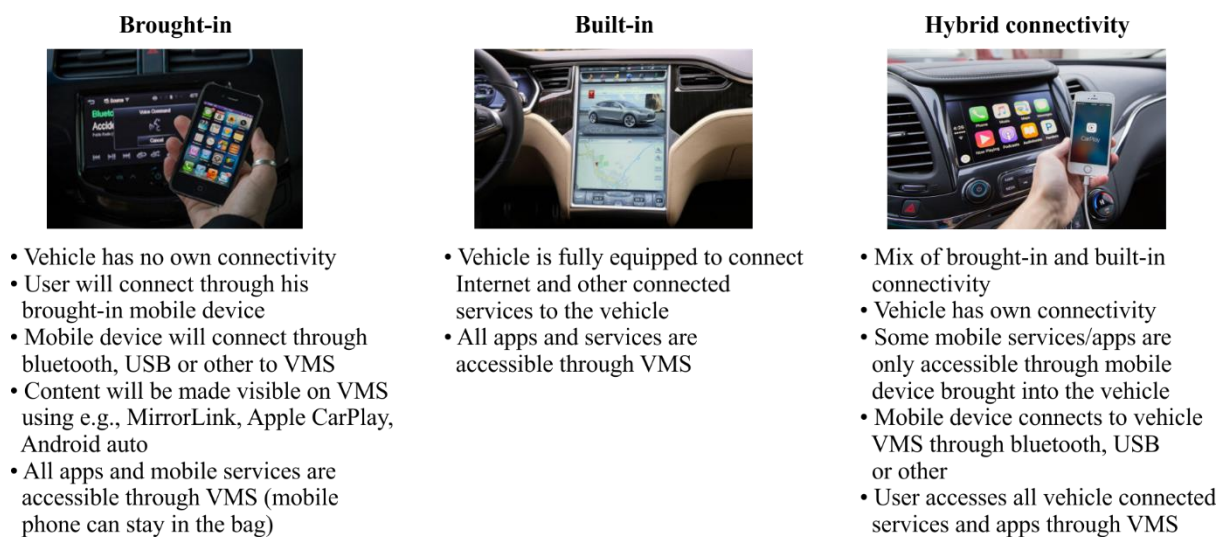 Brought-in
Built-in
Hybrid connectivity
Source
Voice Command
Cancel
CarPlay
• Vehicle has no own connectivity
• User will connect through his
brought-in mobile device
• Mobile device will connect through
bluetooth, USB or other to VMS
• Content will be made visible on VMS
using e.g., MirrorLink, Apple CarPlay,
Android auto
• All apps and mobile services are
accessible through VMS (mobile
phone can stay in the bag)
• Vehicle is fully equipped to connect
Internet and other connected
services to the vehicle
• All apps and services are
accessible through VMS
• Mix of brought-in and built-in
connectivity
• Vehicle has own connectivity
• Some mobile services/apps are
only accessible through mobile
device brought into the vehicle
• Mobile device connects to vehicle
VMS through bluetooth, USB
or other
• User accesses all vehicle connected
services and apps through VMS